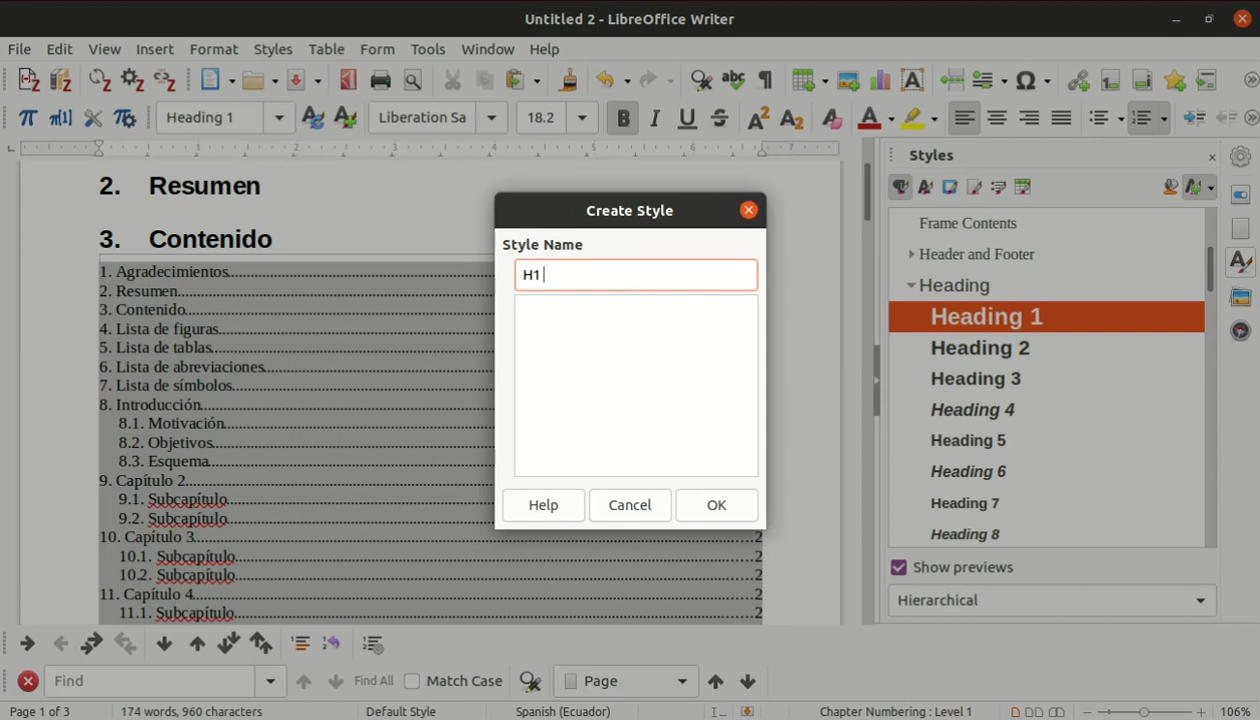 Untitled 2 - LibreOffice Writer
File Edit View Insert Format Styles Table Form Tools Window Help
Heading 1 Liberation Sa 18.2
1 2 3 4 5 6 7
Styles
2. Resumen
3. Contenido
1. Agradecimientos
2. Resumen
3. Contenido
4. Lista de figuras
5. Lista de tablas
6. Lista de abreviaciones
7. Lista de símbolos
8. Introducción
8.1. Motivación
8.2. Objetivos
8.3. Esquema
9. Capítulo 2
9.1. Subcapítulo
9.2. Subcapítulo
10. Capítulo 3 2
10.1. Subcapítulo 2
10.2. Subcapítulo 2
11. Capítulo 4 2
11.1. Subcapítulo 2
Create Style
Style Name
H1
Help Cancel OK
Frame Contents
Header and Footer
Heading
Heading 1
Heading 2
Heading 3
Heading 4
Heading 5
Heading 6
Heading 7
Heading 8
Show previews
Hierarchical
Find Find All Match Case Page
Page 1 of 3 174 words, 960 characters Default Style Spanish (Ecuador) Chapter Numbering : Level 1 106%